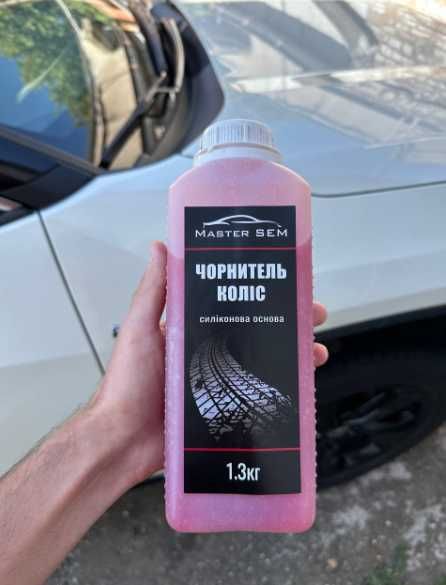 MASTER SEM
ЧОРНИТЕЛЬ
КОЛІС
силіконова основа
1.3кг